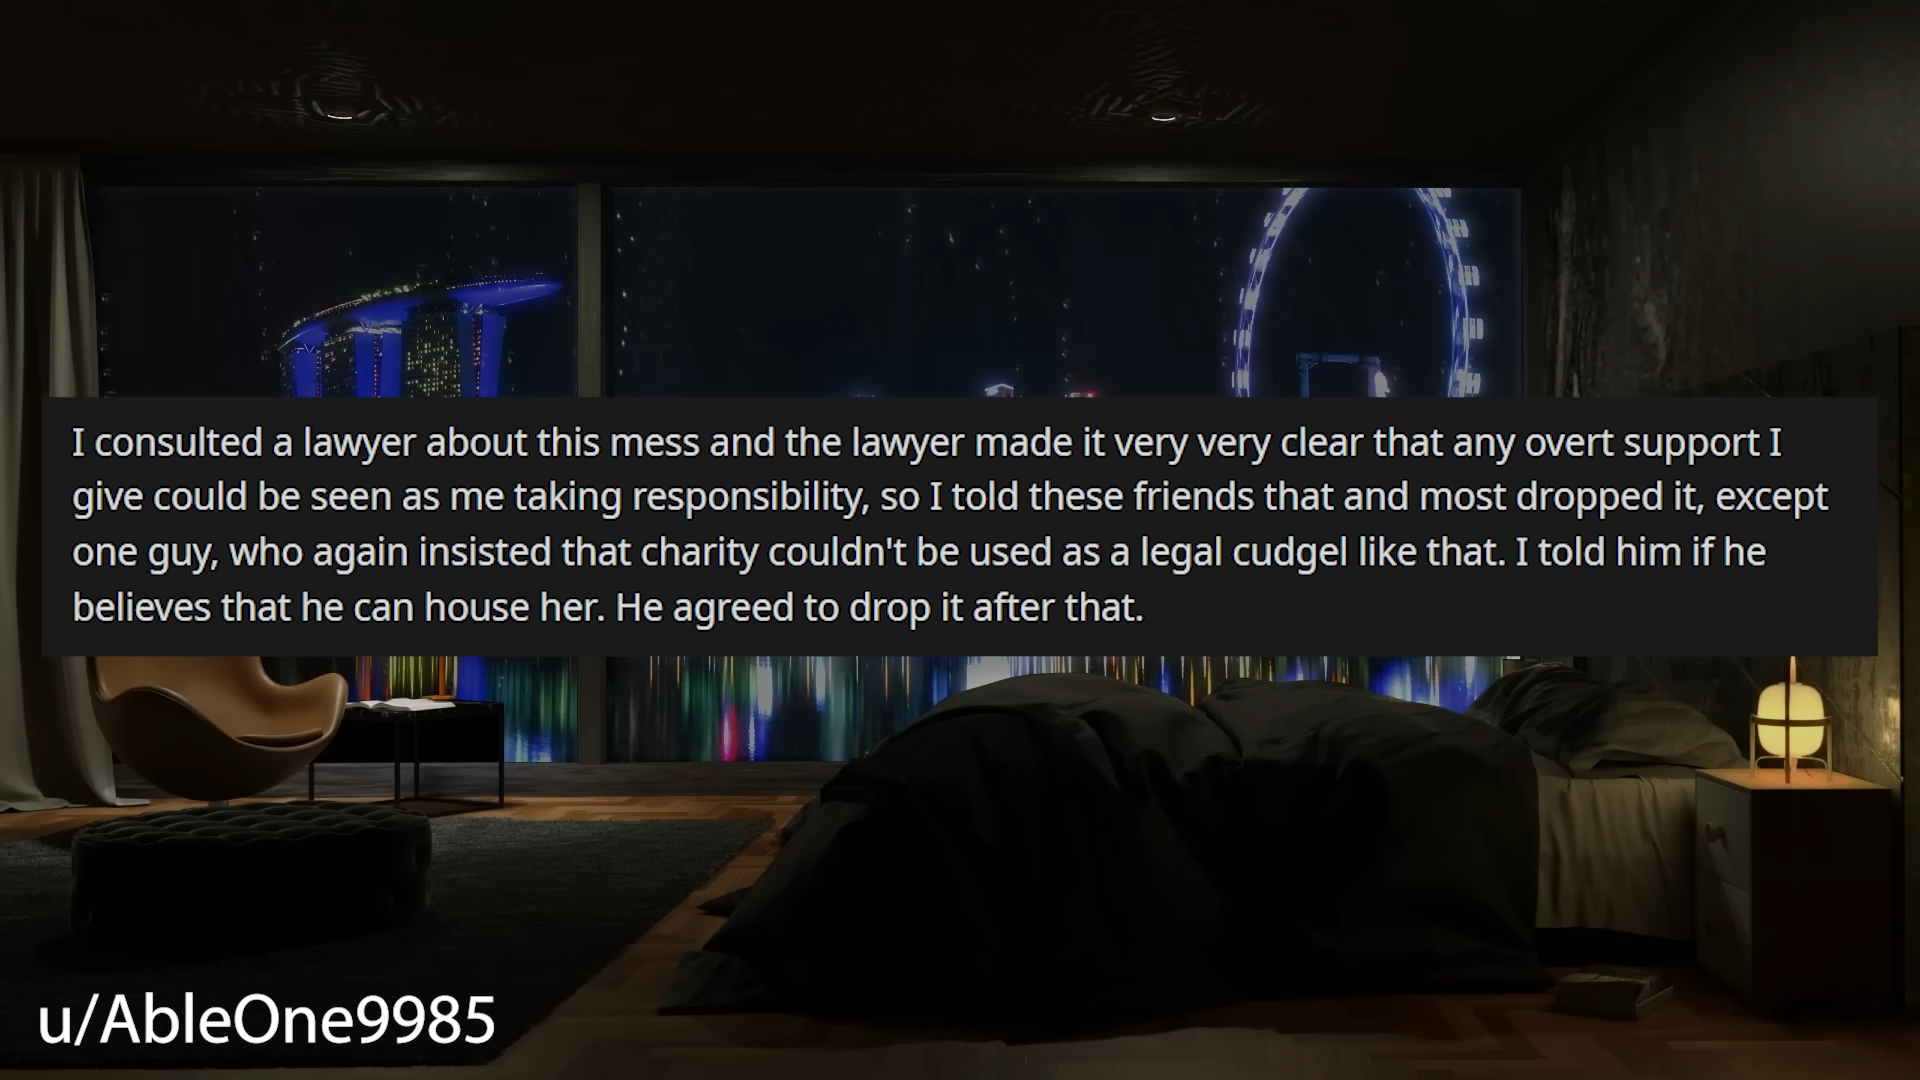 I consulted a lawyer about this mess and the lawyer made it very very clear that any overt support I
give could be seen as me taking responsibility, so I told these friends that and most dropped it, except
one guy, who again insisted that charity couldn't be used as a legal cudgel like that. I told him if he
believes that he can house her. He agreed to drop it after that.
u/AbleOne9985